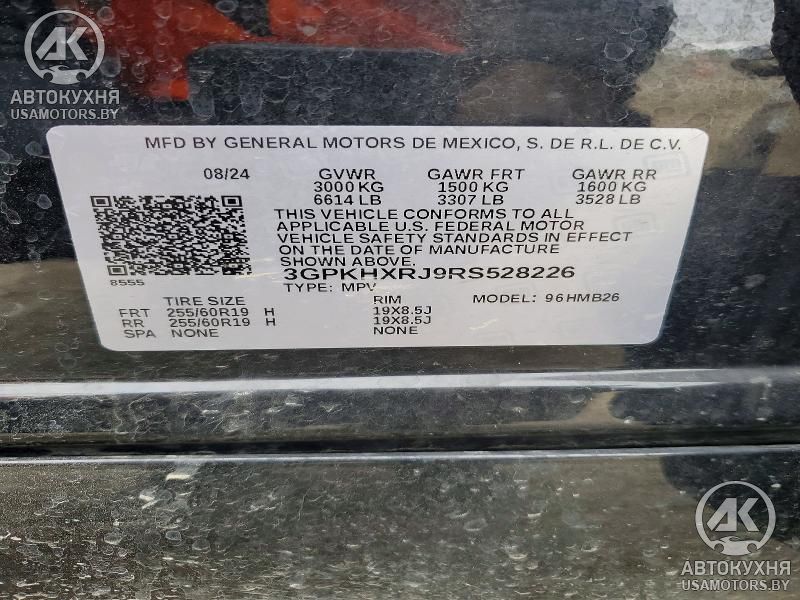 AK
АВТОКУХНЯ
USAMOTORS.BY
MFD BY GENERAL MOTORS DE MEXICO, S. DE R.L. DE C.V.
08/24 GVWR GAWR FRT GAWR RR
3000 KG 1500 KG 1600 KG
6614 LB 3307 LB 3528 LB
THIS VEHICLE CONFORMS TO ALL
APPLICABLE U.S. FEDERAL MOTOR
VEHICLE SAFETY STANDARDS IN EFFECT
ON THE DATE OF MANUFACTURE
SHOWN ABOVE.
3GPKHXRJ9RS528226
8555
TYPE: MPV
TIRE SIZE RIM MODEL: 96HMB26
FRT 255/60R19 H 19X8.5J
RR 255/60R19 H 19X8.5J
SPA NONE NONE
AK
АВТОКУХНЯ
USAMOTORS.BY